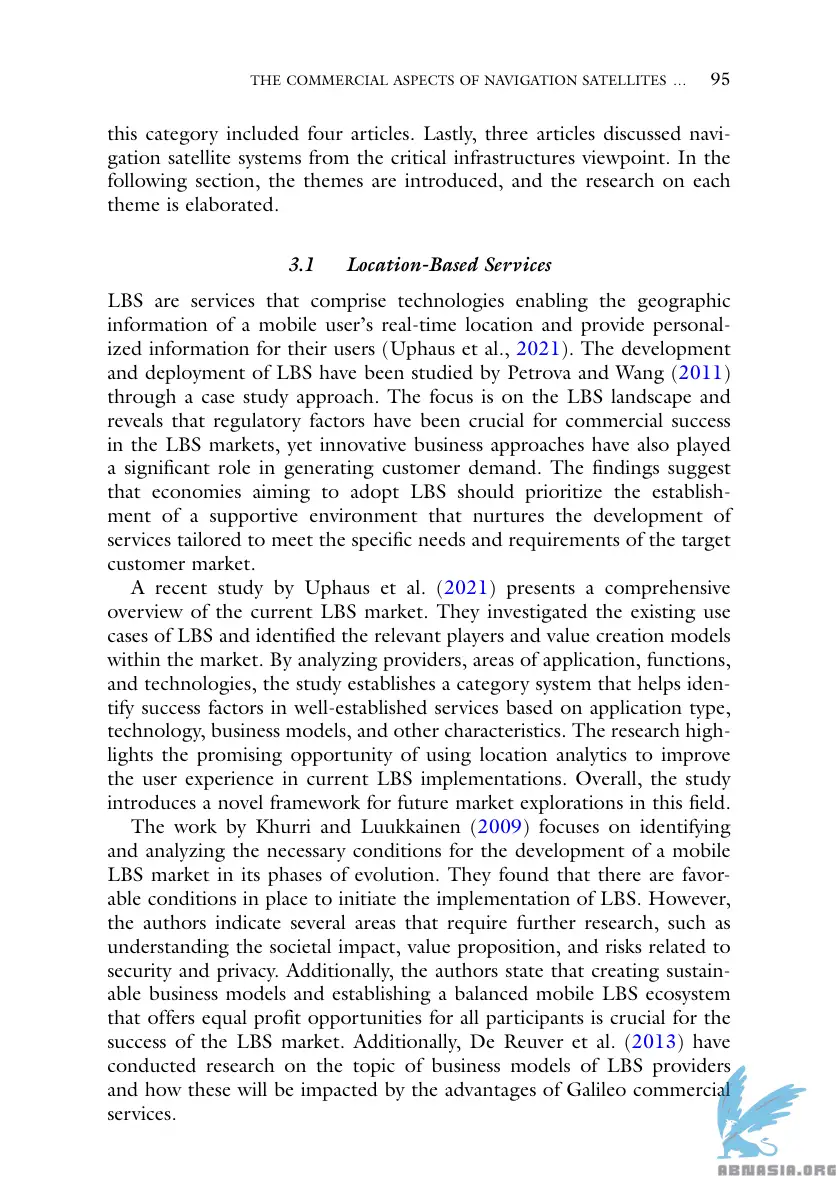 THE COMMERCIAL ASPECTS OF NAVIGATION SATELLITES … 95
this category included four articles. Lastly, three articles discussed navi-
gation satellite systems from the critical infrastructures viewpoint. In the
following section, the themes are introduced, and the research on each
theme is elaborated.
3.1 Location-Based Services
LBS are services that comprise technologies enabling the geographic
information of a mobile user’s real-time location and provide personal-
ized information for their users (Uphaus et al., 2021). The development
and deployment of LBS have been studied by Petrova and Wang (2011)
through a case study approach. The focus is on the LBS landscape and
reveals that regulatory factors have been crucial for commercial success
in the LBS markets, yet innovative business approaches have also played
a significant role in generating customer demand. The findings suggest
that economies aiming to adopt LBS should prioritize the establish-
ment of a supportive environment that nurtures the development of
services tailored to meet the specific needs and requirements of the target
customer market.
A recent study by Uphaus et al. (2021) presents a comprehensive
overview of the current LBS market. They investigated the existing use
cases of LBS and identified the relevant players and value creation models
within the market. By analyzing providers, areas of application, functions,
and technologies, the study establishes a category system that helps iden-
tify success factors in well-established services based on application type,
technology, business models, and other characteristics. The research high-
lights the promising opportunity of using location analytics to improve
the user experience in current LBS implementations. Overall, the study
introduces a novel framework for future market explorations in this field.
The work by Khurri and Luukkainen (2009) focuses on identifying
and analyzing the necessary conditions for the development of a mobile
LBS market in its phases of evolution. They found that there are favor-
able conditions in place to initiate the implementation of LBS. However,
the authors indicate several areas that require further research, such as
understanding the societal impact, value proposition, and risks related to
security and privacy. Additionally, the authors state that creating sustain-
able business models and establishing a balanced mobile LBS ecosystem
that offers equal profit opportunities for all participants is crucial for the
success of the LBS market. Additionally, De Reuver et al. (2013) have
conducted research on the topic of business models of LBS providers
and how these will be impacted by the advantages of Galileo commercial
services.
ABNASIA.ORG